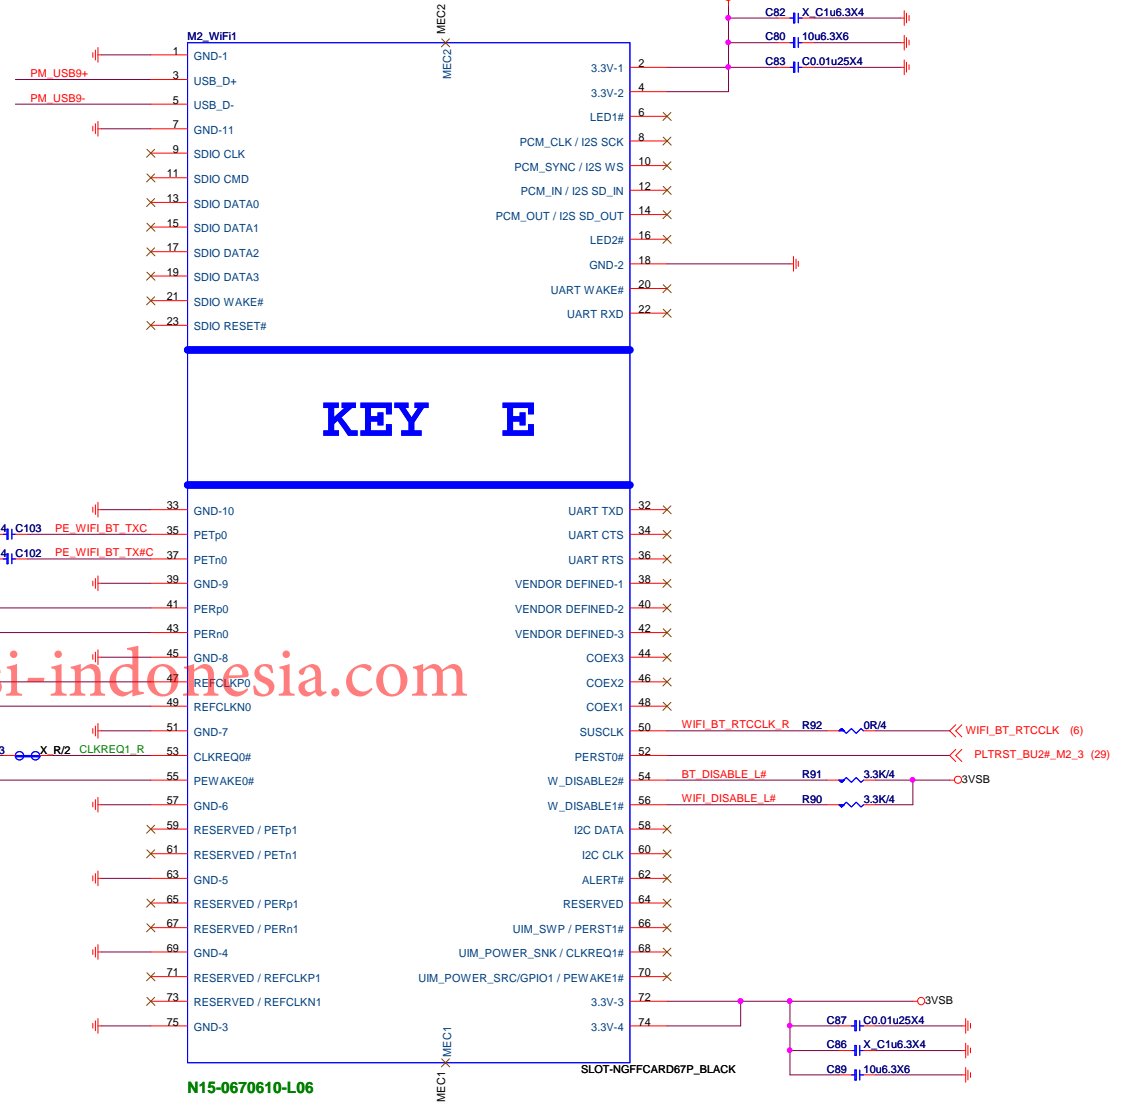 MEC2
C82 X_C1u6.3X4
C80 10u6.3X6
C83 C0.01u25X4
M2_WiFi1
MEC2
1 GND-1
3.3V-1 2
PM_USB9+ 3 USB_D+
3.3V-2 4
PM_USB9- 5 USB_D-
LED1# 6
7 GND-11
PCM_CLK / I2S SCK 8
9 SDIO CLK
PCM_SYNC / I2S WS 10
11 SDIO CMD
PCM_IN / I2S SD_IN 12
13 SDIO DATA0
PCM_OUT / I2S SD_OUT 14
15 SDIO DATA1
LED2# 16
17 SDIO DATA2
GND-2 18
19 SDIO DATA3
UART WAKE# 20
21 SDIO WAKE#
UART RXD 22
23 SDIO RESET#
KEY E
33 GND-10 UART TXD 32
4 C103 PE_WIFI_BT_TXC 35 PETp0 UART CTS 34
4 C102 PE_WIFI_BT_TX#C 37 PETn0 UART RTS 36
39 GND-9 VENDOR DEFINED-1 38
41 PERp0 VENDOR DEFINED-2 40
43 PERn0 VENDOR DEFINED-3 42
45 GND-8 COEX3 44
si-indonesia.com
47 REFCLKP0 COEX2 46
49 REFCLKN0 COEX1 48
51 GND-7 SUSCLK 50 WIFI_BT_RTCCLK_R R92 0R/4 WIFI_BT_RTCCLK (6)
3 X_R/2 CLKREQ1_R 53 CLKREQ0# PERST0# 52 PLTRST_BU2#_M2_3 (29)
55 PEWAKE0# W_DISABLE2# 54 BT_DISABLE_L# R91 3.3K/4 3VSB
57 GND-6 W_DISABLE1# 56 WIFI_DISABLE_L# R90 3.3K/4
59 RESERVED / PETp1 I2C DATA 58
61 RESERVED / PETn1 I2C CLK 60
63 GND-5 ALERT# 62
65 RESERVED / PERp1 RESERVED 64
67 RESERVED / PERn1 UIM_SWP / PERST1# 66
69 GND-4 UIM_POWER_SNK / CLKREQ1# 68
71 RESERVED / REFCLKP1 UIM_POWER_SRC/GPIO1 / PEWAKE1# 70
73 RESERVED / REFCLKN1 3.3V-3 72 3VSB
75 GND-3 3.3V-4 74 C87 C0.01u25X4
MEC1
C86 X_C1u6.3X4
SLOT-NGFFCARD67P_BLACK C89 10u6.3X6
N15-0670610-L06
MEC1